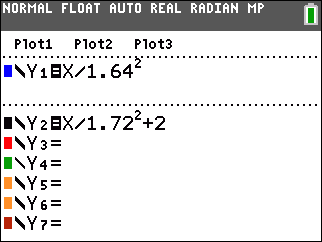 NORMAL FLOAT AUTO REAL RADIAN MP
Plot1 Plot2 Plot3
\Y₁=X/1.64²
\Y₂=X/1.72²+2
\Y₃=
\Y₄=
\Y₅=
\Y₆=
\Y₇=